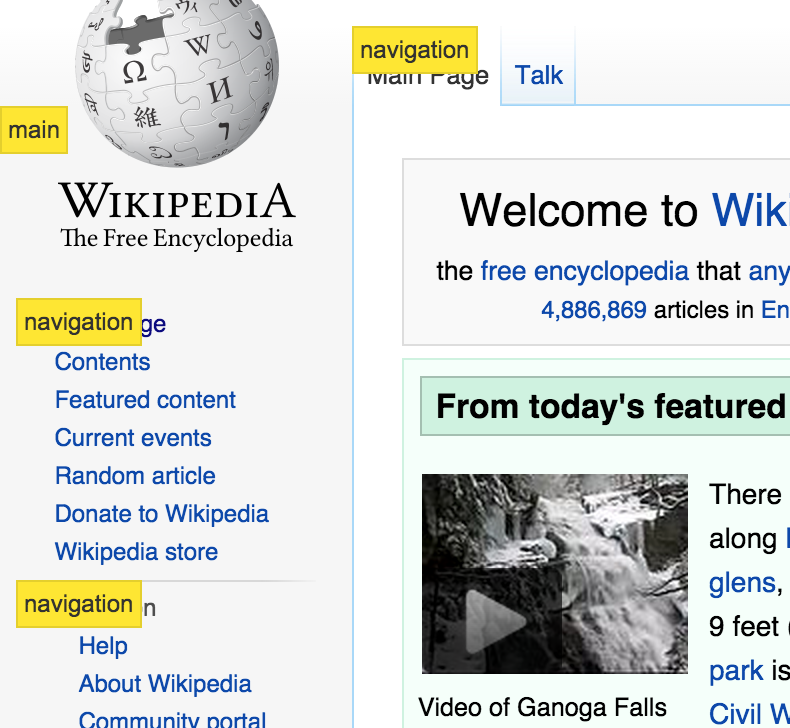 Ω W И 維 7
navigation
Page
Talk
main
WIKIPEDIA
The Free Encyclopedia
Welcome to
the free encyclopedia that any
4,886,869 articles in En
navigation ge
Contents
Featured content
Current events
Random article
Donate to Wikipedia
Wikipedia store
navigation n
Help
About Wikipedia
Community portal
From today's featured
There
along
glens,
9 feet (
park is
Civil W
Video of Ganoga Falls